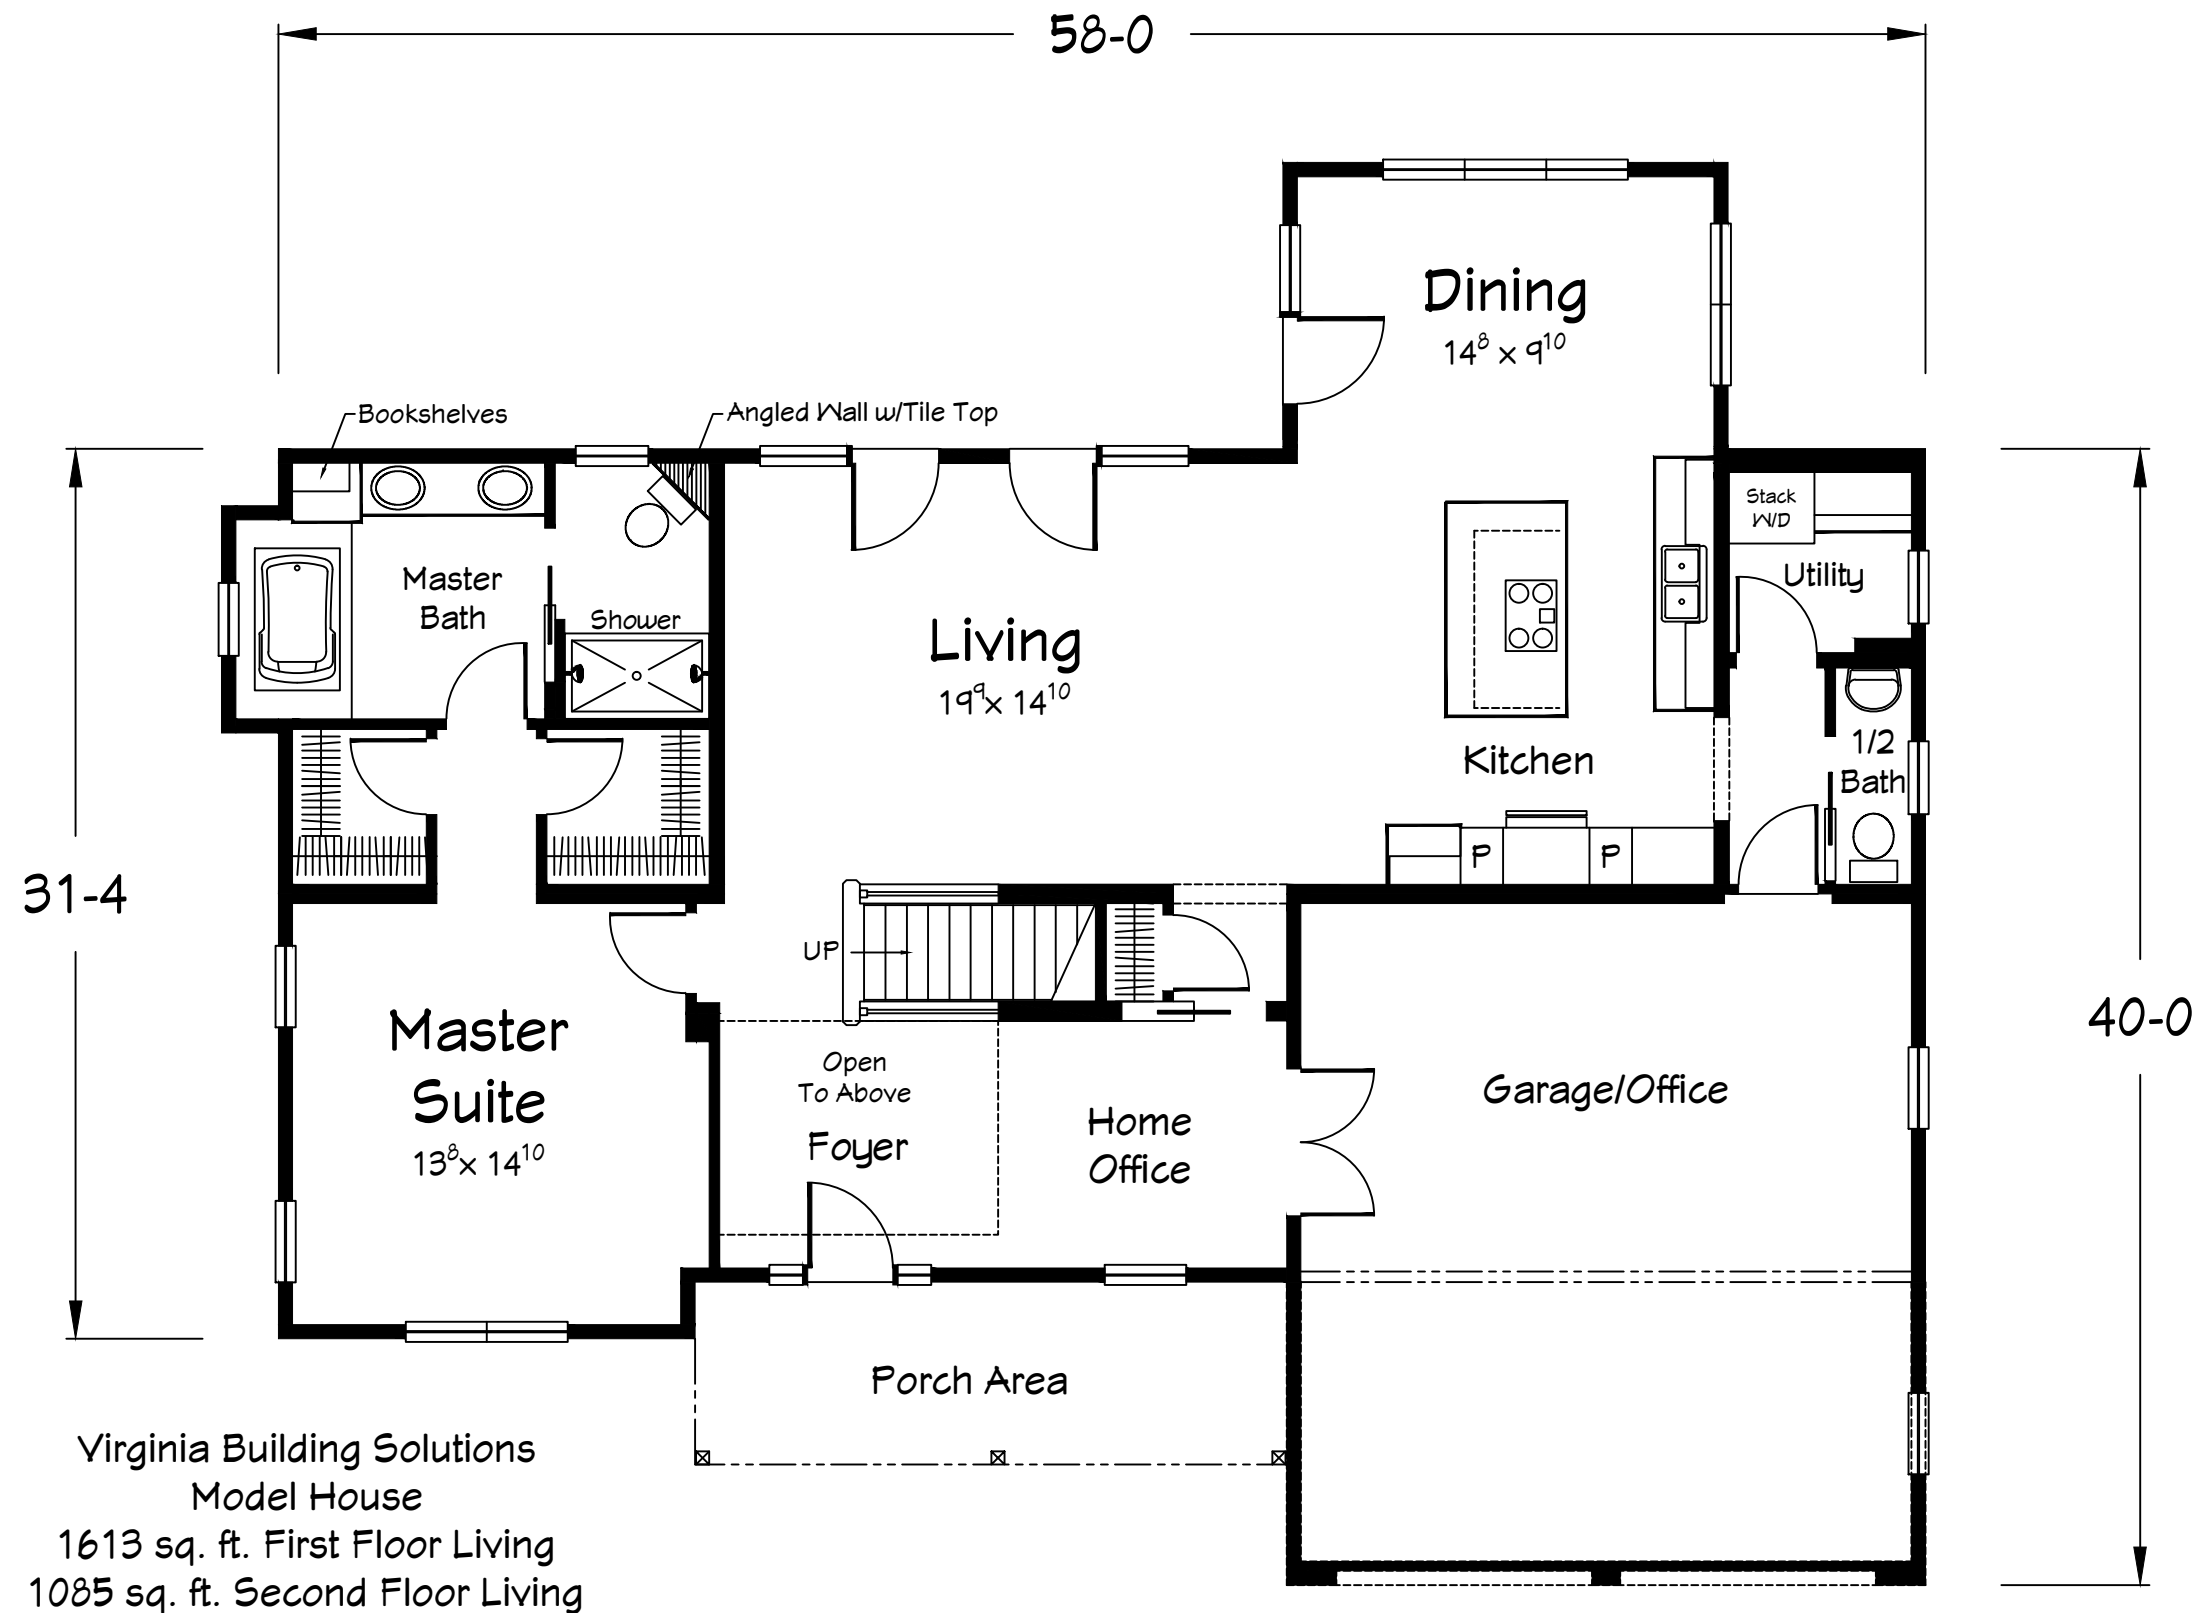 58-0
Dining
14⁸ x 9¹⁰
Bookshelves
Angled Wall w/Tile Top
Stack
W/D
Utility
Master
Bath
Shower
Living
19⁹x 14¹⁰
Kitchen
1/2
Bath
P
P
31-4
UP
40-0
Master
Suite
13⁸x 14¹⁰
Open
To Above
Foyer
Home
Office
Garage/Office
Porch Area
Virginia Building Solutions
Model House
1613 sq. ft. First Floor Living
1085 sq. ft. Second Floor Living